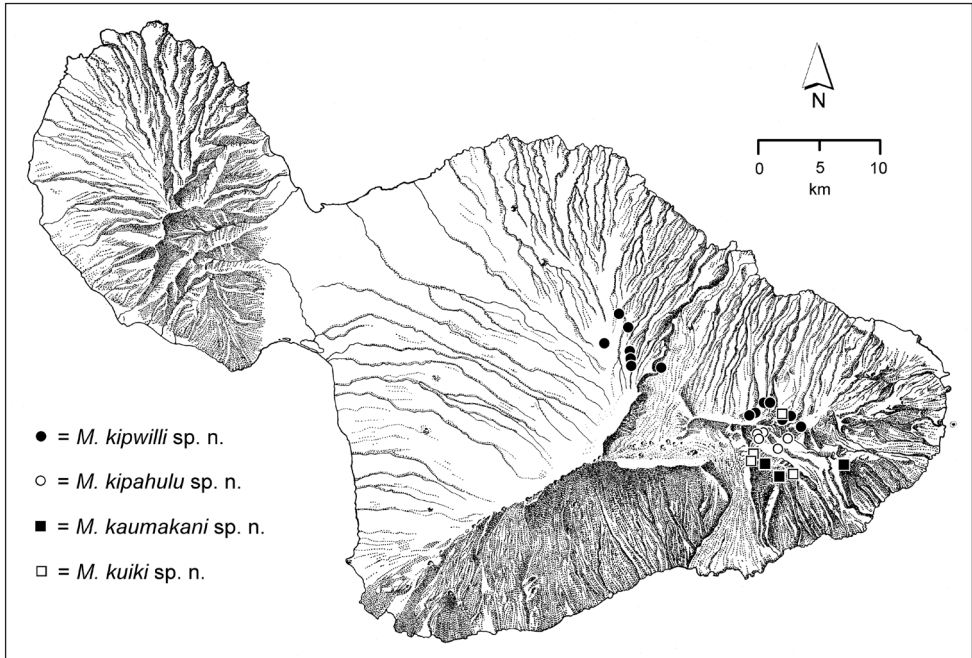 N
0 5 10
km
● = M. kipwilli sp. n.
○ = M. kipahulu sp. n.
■ = M. kaumakani sp. n.
□ = M. kuiki sp. n.